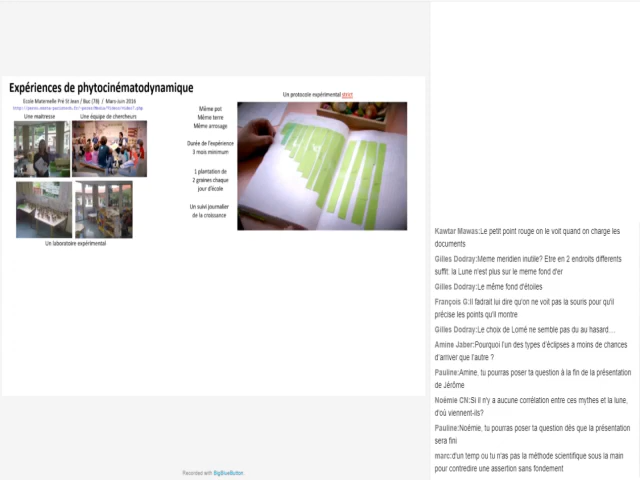 Expériences de phytocinématodynamique
Ecole Maternelle Pré St Jean / Buc (78) / Mars-Juin 2016
Une maitresse
Une équipe de chercheurs
Un laboratoire expérimental
Même pot
Même terre
Même arrosage
Durée de l'expérience
3 mois minimum
1 plantation de
2 graines chaque
jour d'école
Un suivi journalier
de la croissance
Un protocole expérimental strict
Kawtar Mawas:Le petit point rouge on le voit quand on charge les
documents
Gilles Dodray:Meme meridien inutile? Etre en 2 endroits differents
suffit. la Lune n'est plus sur le meme fond d'er
Gilles Dodray:Le même fond d'étoiles
François G:Il fadrait lui dire qu'on ne voit pas la souris pour qu'il
précise les points qu'il montre
Gilles Dodray:Le choix de Lomé ne semble pas du au hasard....
Amine Jaber:Pourquoi l'un des types d'éclipses a moins de chances
d'arriver que l'autre ?
Pauline:Amine, tu pourras poser ta question à la fin de la présentation
de Jérôme
Noëmie CN:Si il n'y a aucune corrélation entre ces mythes et la lune,
d'où viennent-ils?
Pauline:Noémie, tu pourras poser ta question dès que la présentation
sera fini
marc:d'un temp ou tu n'as pas la méthode scientifique sous la main
pour contredire une assertion sans fondement
Recorded with BigBlueButton.